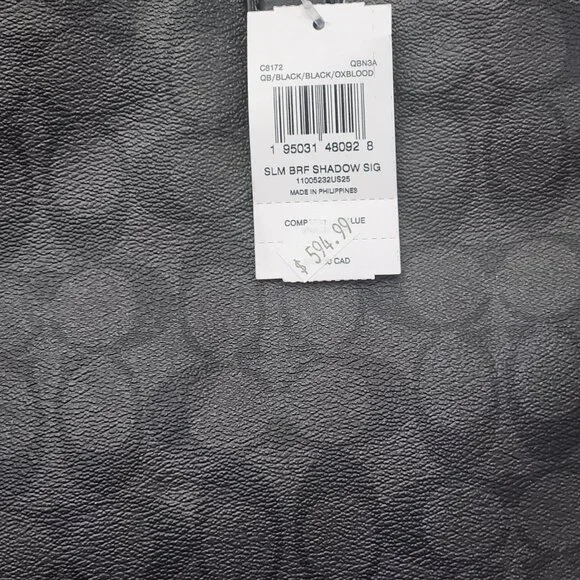 C8172 QBN3A
QB/BLACK/BLACK/OXBLOOD
1 95031 48092 8
SLM BRF SHADOW SIG
11005232US25
MADE IN PHILIPPINES
$ 594.99
CAD